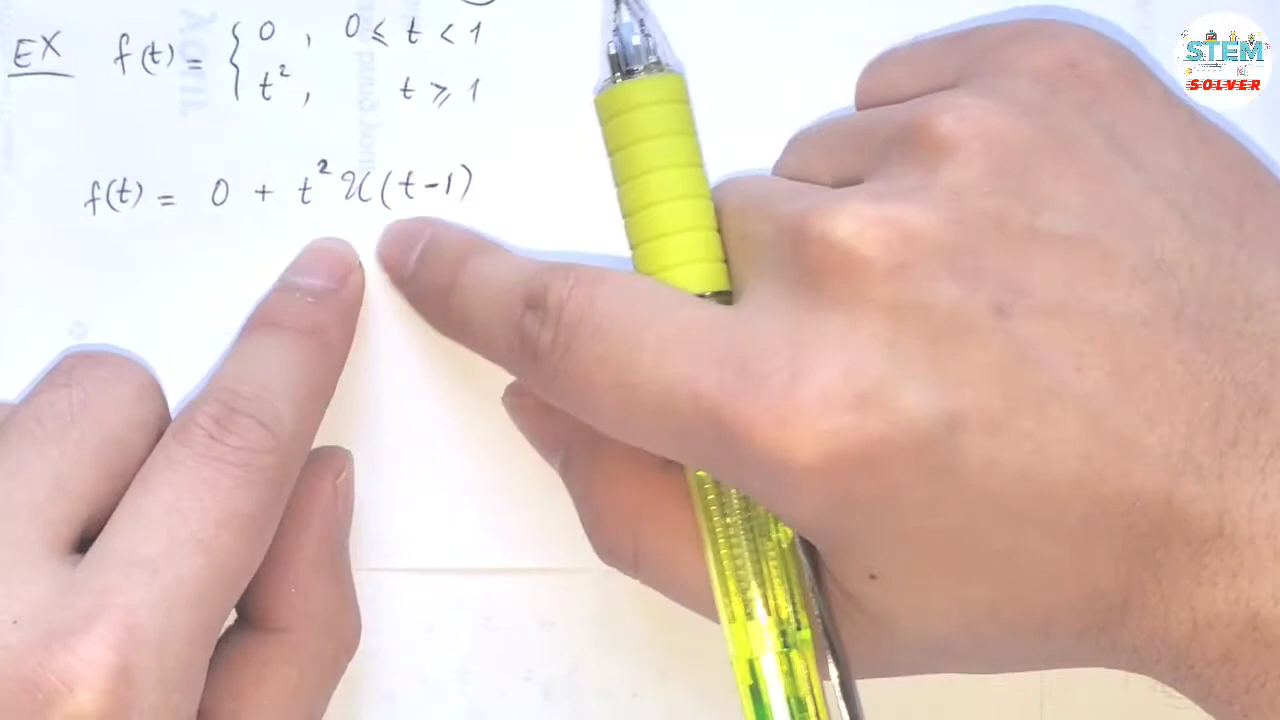 EX f(t) = { 0 , 0 ≤ t < 1
t², t ≥ 1
f(t) = 0 + t² 𝒰(t-1)
STEM
SOLVER